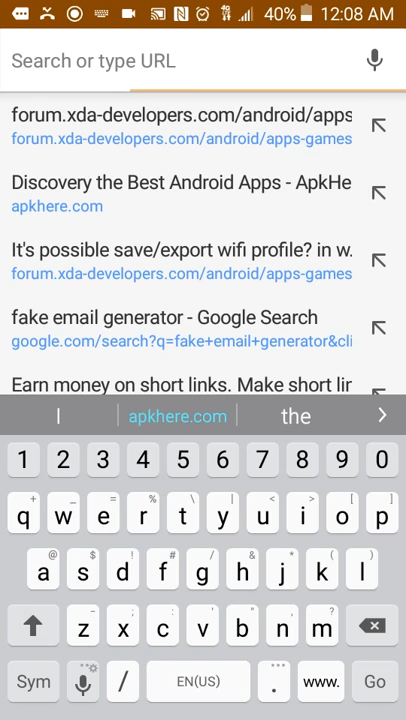 40% 12:08 AM
Search or type URL
forum.xda-developers.com/android/apps
forum.xda-developers.com/android/apps-games
Discovery the Best Android Apps - ApkHe
apkhere.com
It's possible save/export wifi profile? in w.
forum.xda-developers.com/android/apps-games
fake email generator - Google Search
google.com/search?q=fake+email+generator&cli
Earn money on short links. Make short lir
I apkhere.com the >
1 2 3 4 5 6 7 8 9 0
+ _ = % \ | < > [ ]
q w e r t y u i o p
@ $ ! # / & * ( )
a s d f g h j k l
- ; : ' " , ?
z x c v b n m
Sym / EN(US) . www. Go